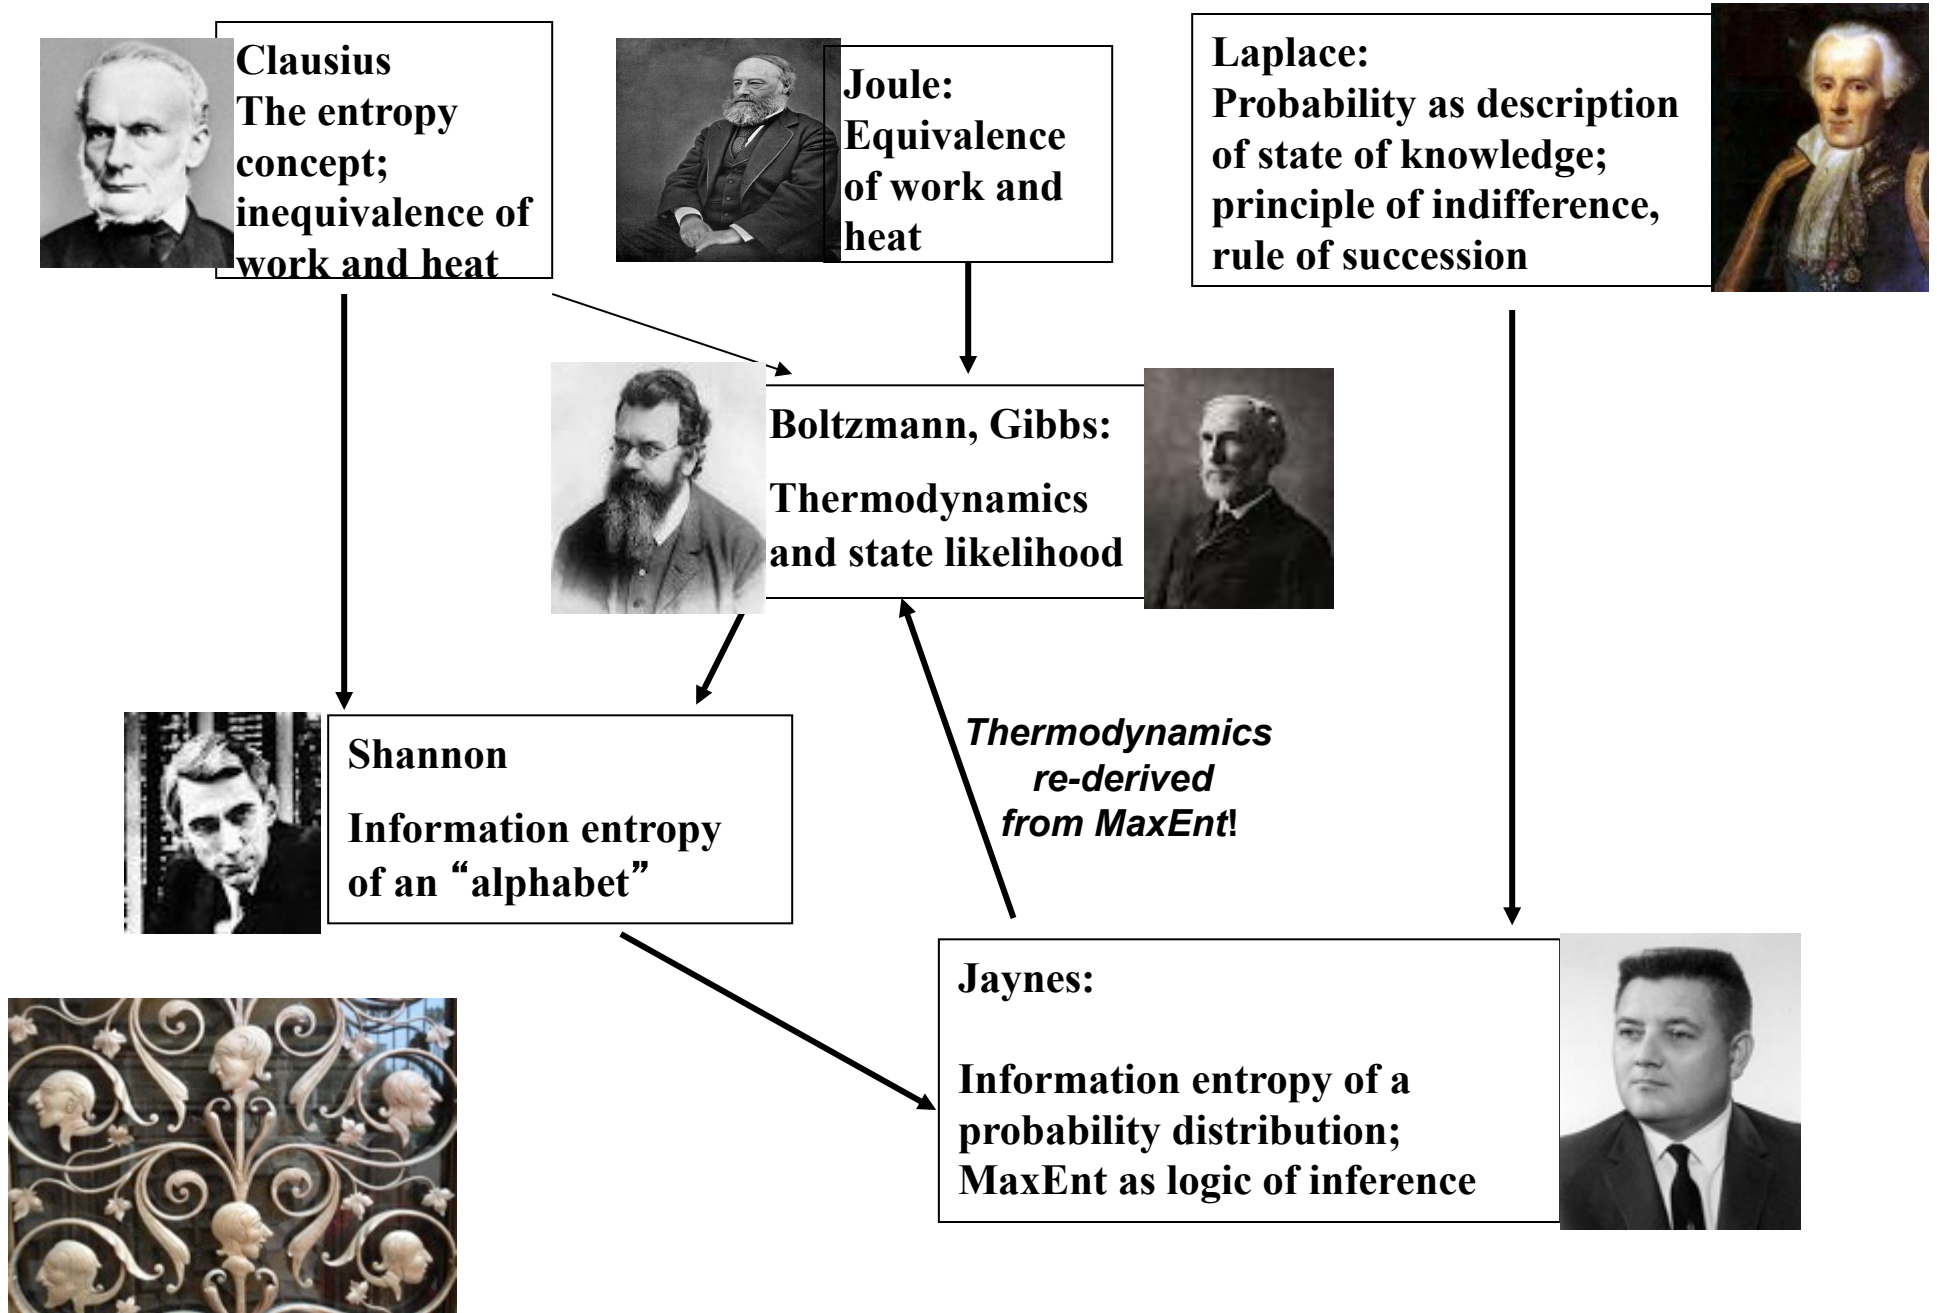 Clausius
The entropy
concept;
inequivalence of
work and heat
Joule:
Equivalence
of work and
heat
Laplace:
Probability as description
of state of knowledge;
principle of indifference,
rule of succession
Boltzmann, Gibbs:
Thermodynamics
and state likelihood
Shannon
Information entropy
of an “alphabet”
Thermodynamics
re-derived
from MaxEnt!
Jaynes:
Information entropy of a
probability distribution;
MaxEnt as logic of inference